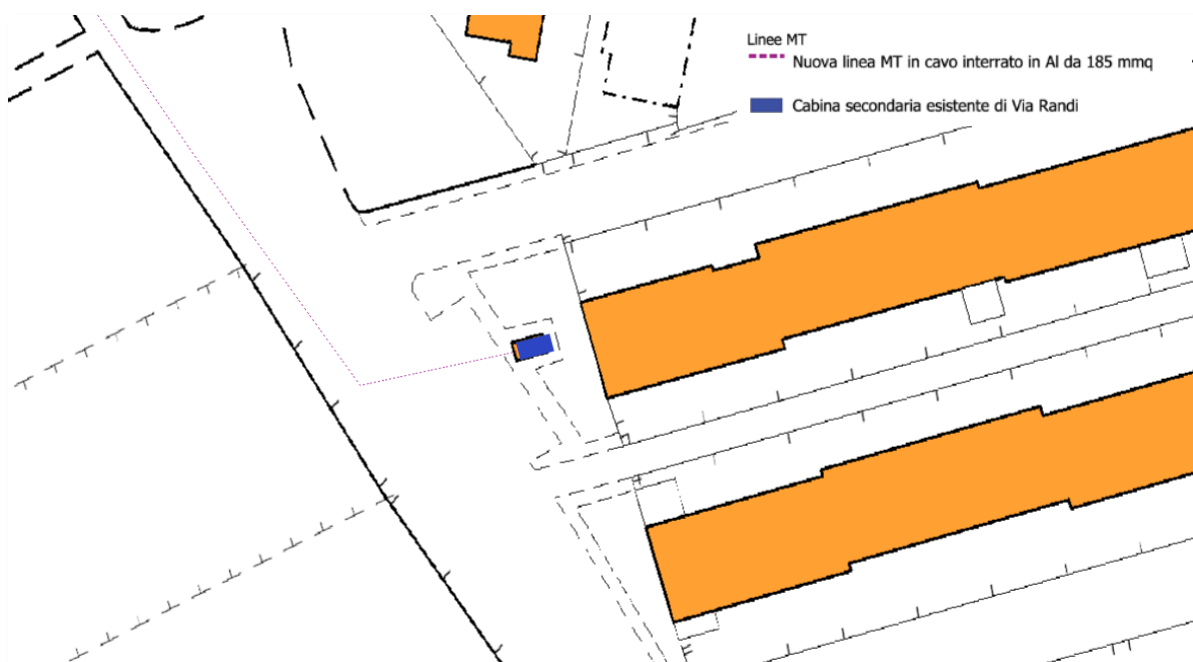 Linee MT
Nuova linea MT in cavo interrato in Al da 185 mmq
Cabina secondaria esistente di Via Randi